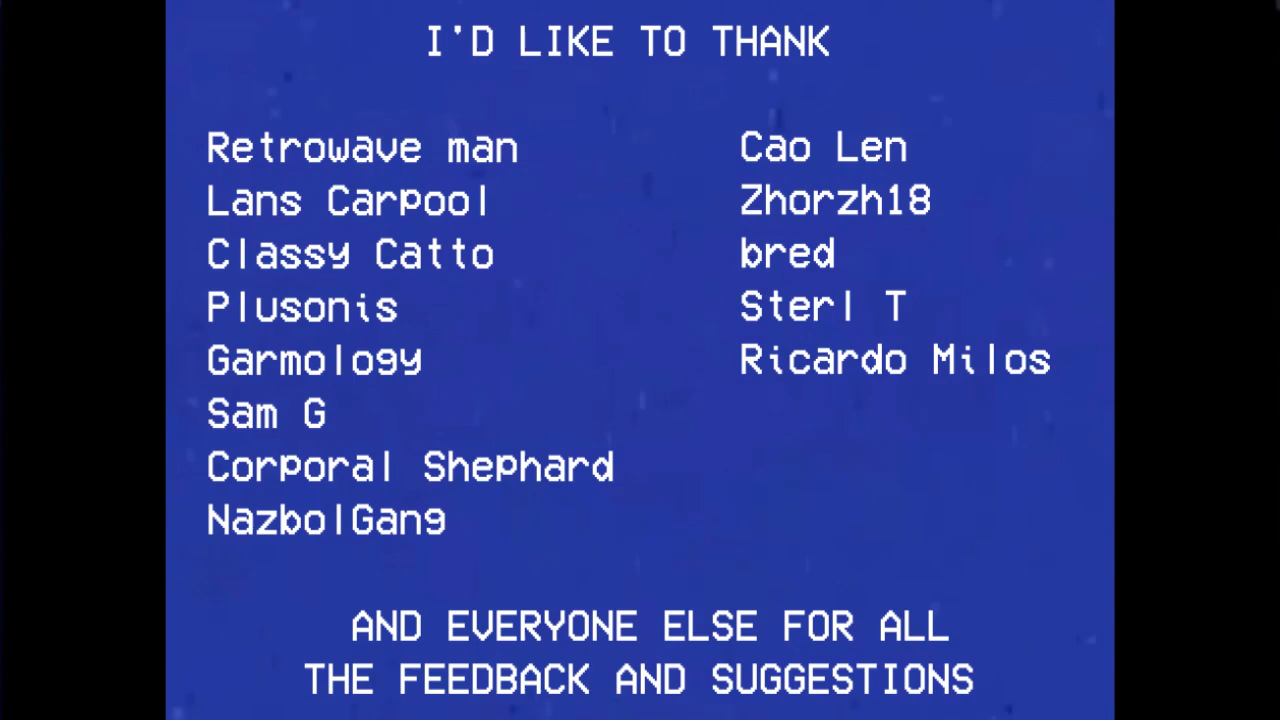 I'D LIKE TO THANK
Retrowave man
Lans Carpool
Classy Catto
Plusonis
Garmology
Sam G
Corporal Shephard
NazbolGang
Cao Len
Zhorzh18
bred
Sterl T
Ricardo Milos
AND EVERYONE ELSE FOR ALL
THE FEEDBACK AND SUGGESTIONS